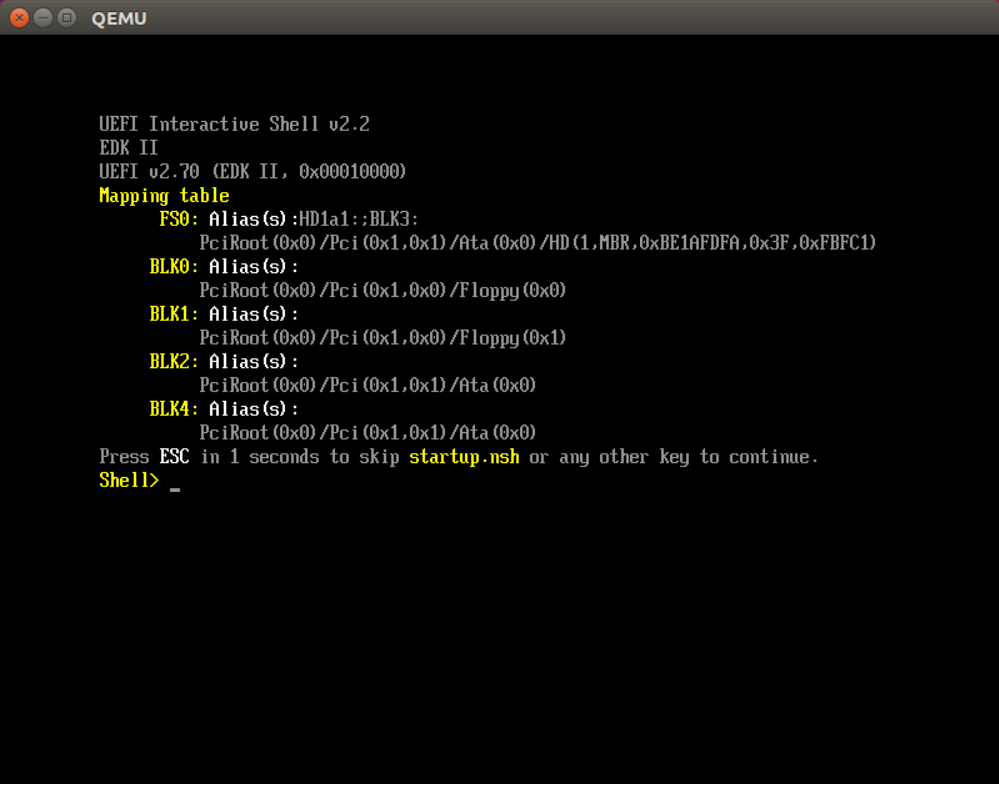 QEMU
UEFI Interactive Shell v2.2
EDK II
UEFI v2.70 (EDK II, 0x00010000)
Mapping table
FS0: Alias(s):HD1a1:;BLK3:
PciRoot(0x0)/Pci(0x1,0x1)/Ata(0x0)/HD(1,MBR,0xBE1AFDFA,0x3F,0xFBFC1)
BLK0: Alias(s):
PciRoot(0x0)/Pci(0x1,0x0)/Floppy(0x0)
BLK1: Alias(s):
PciRoot(0x0)/Pci(0x1,0x0)/Floppy(0x1)
BLK2: Alias(s):
PciRoot(0x0)/Pci(0x1,0x1)/Ata(0x0)
BLK4: Alias(s):
PciRoot(0x0)/Pci(0x1,0x1)/Ata(0x0)
Press ESC in 1 seconds to skip startup.nsh or any other key to continue.
Shell> _